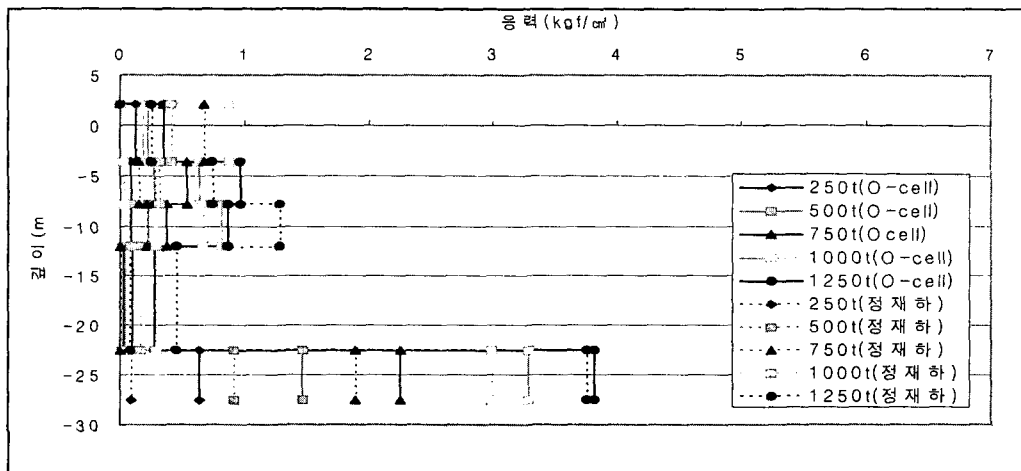 응력(kgf/㎠)
0 1 2 3 4 5 6 7
5
0
-5
-10
-15
-20
-25
-30
깊이(m
250t(O-cell)
500t(O-cell)
750t(Ocell)
1000t(O-cell)
1250t(O-cell)
250t(정재하)
500t(정재하)
750t(정재하)
1000t(정재하)
1250t(정재하)